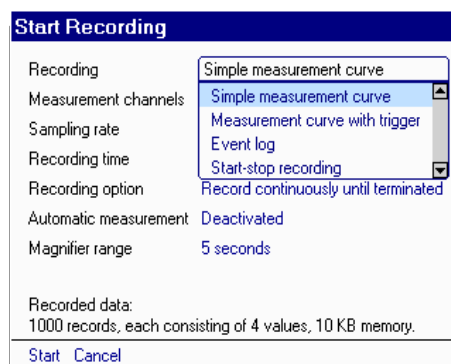 Start Recording
Recording Simple measurement curve
Measurement channels Simple measurement curve
Sampling rate Measurement curve with trigger
Recording time Event log
Start-stop recording
Recording option Record continuously until terminated
Automatic measurement Deactivated
Magnifier range 5 seconds
Recorded data:
1000 records, each consisting of 4 values, 10 KB memory.
Start Cancel